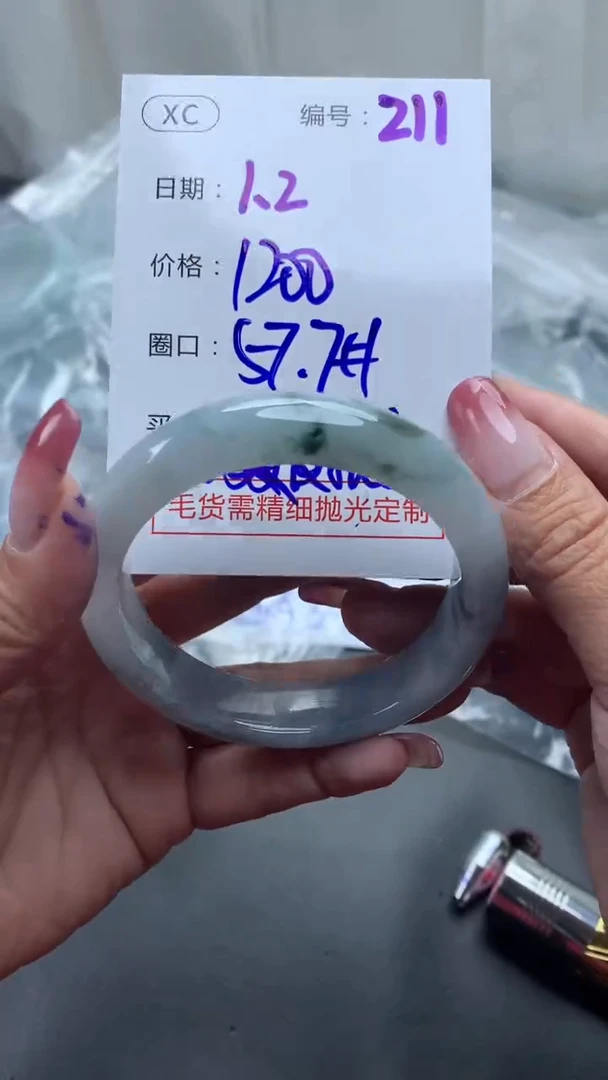 XC 编号：211
日期：1.2
价格：1200
圈口：57.7
毛货需精细抛光定制